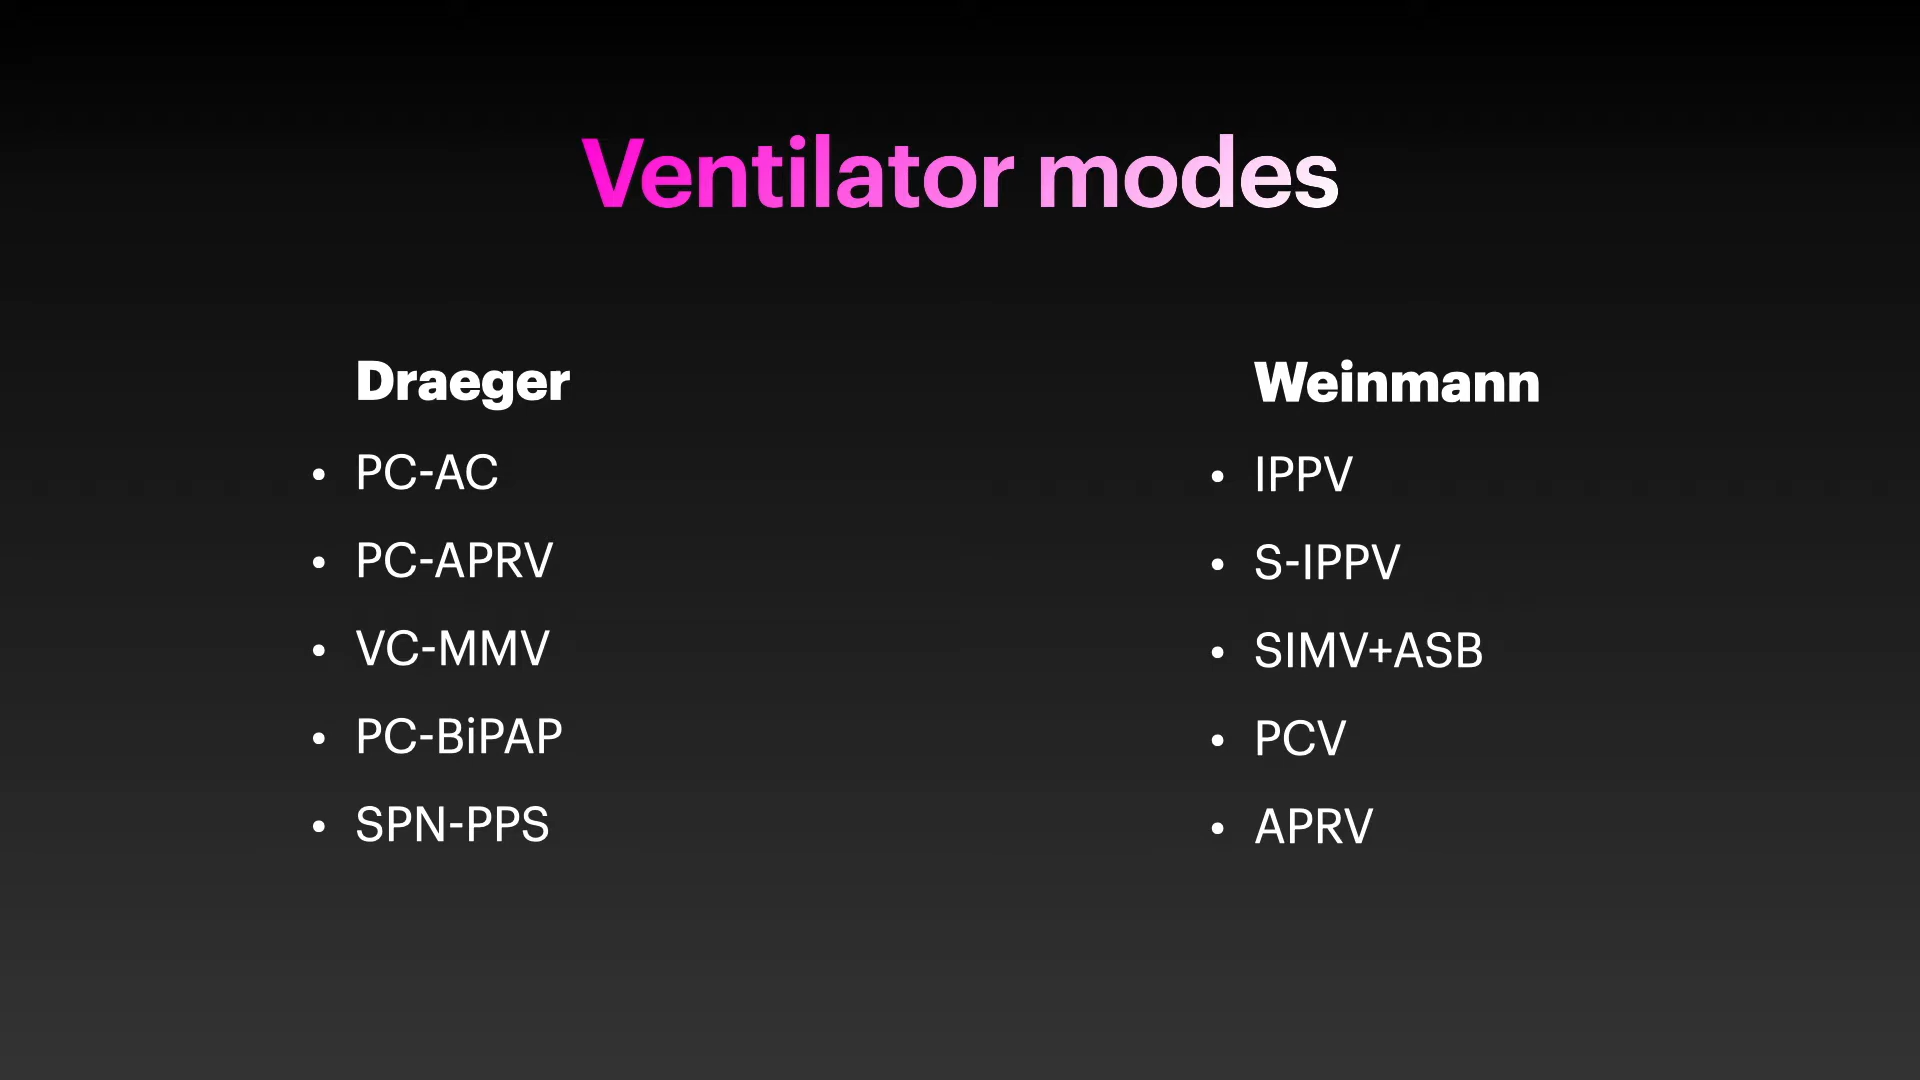 Ventilator modes
Draeger
• PC-AC
• PC-APRV
• VC-MMV
• PC-BiPAP
• SPN-PPS
Weinmann
• IPPV
• S-IPPV
• SIMV+ASB
• PCV
• APRV